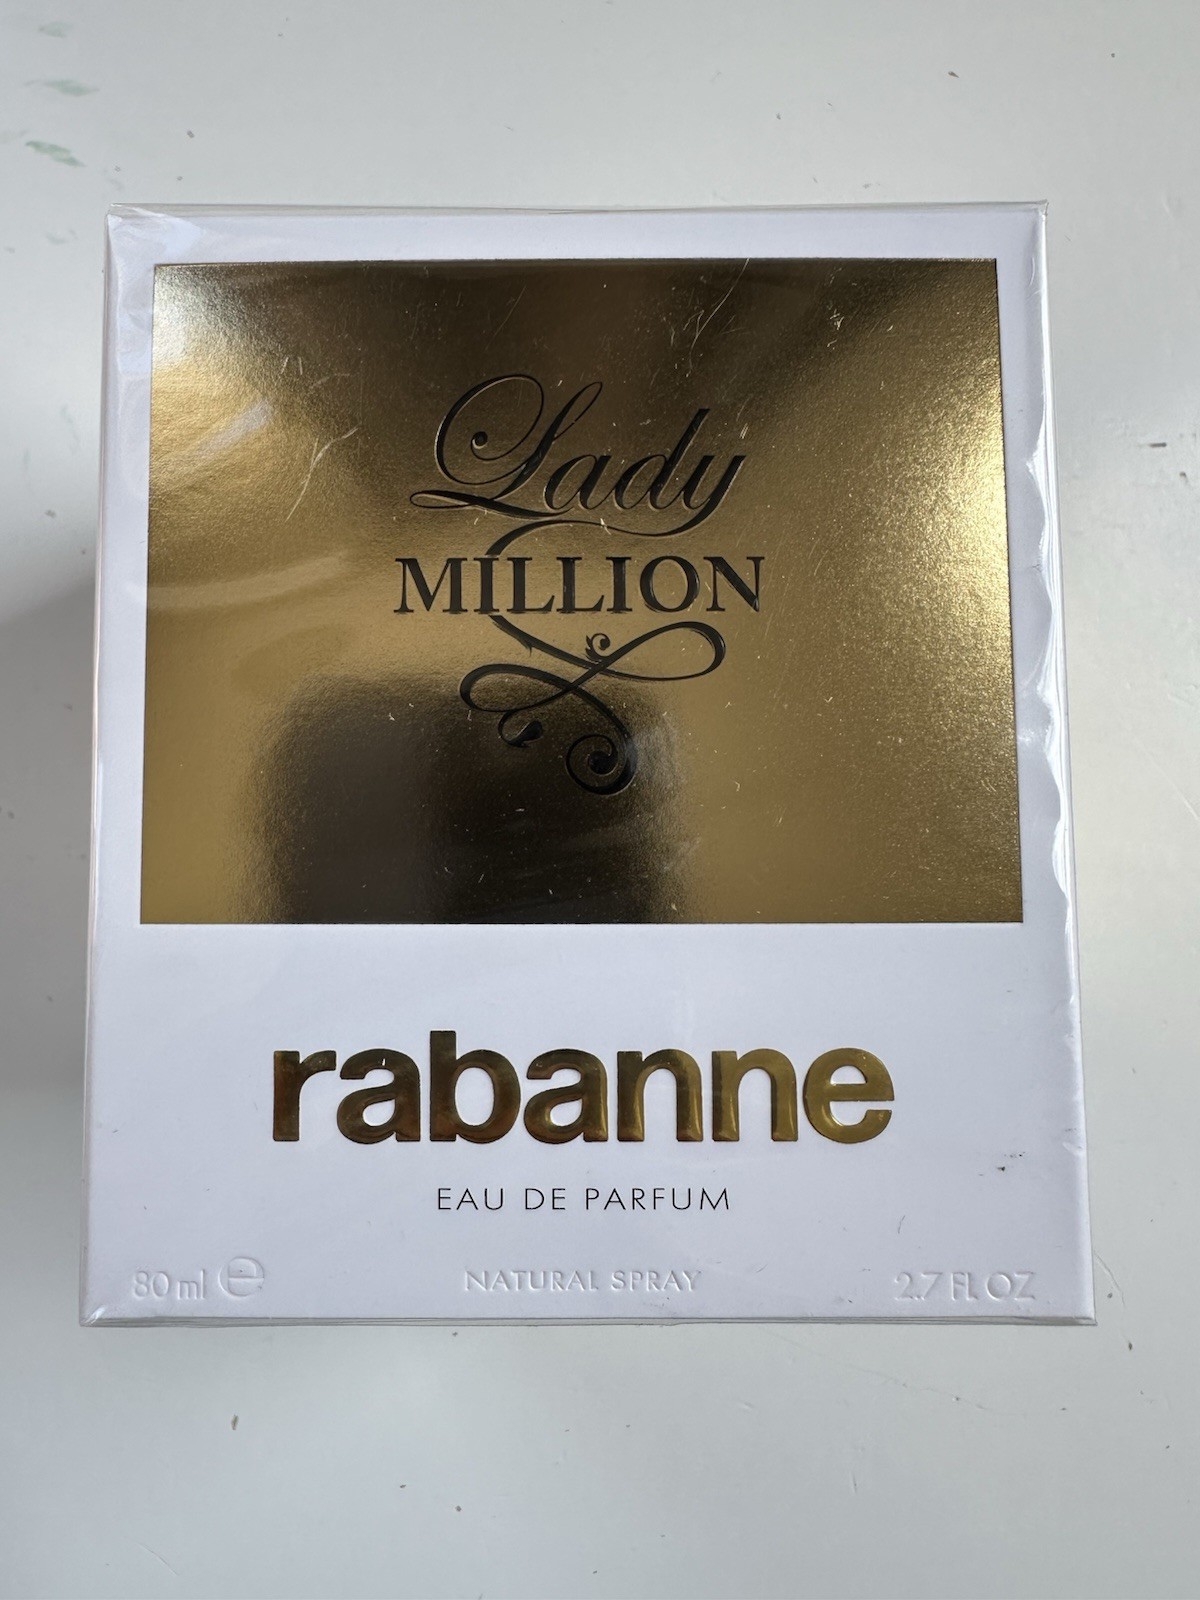 Lady
MILLION
rabanne
EAU DE PARFUM
80 ml ℮
NATURAL SPRAY
2.7 FL OZ